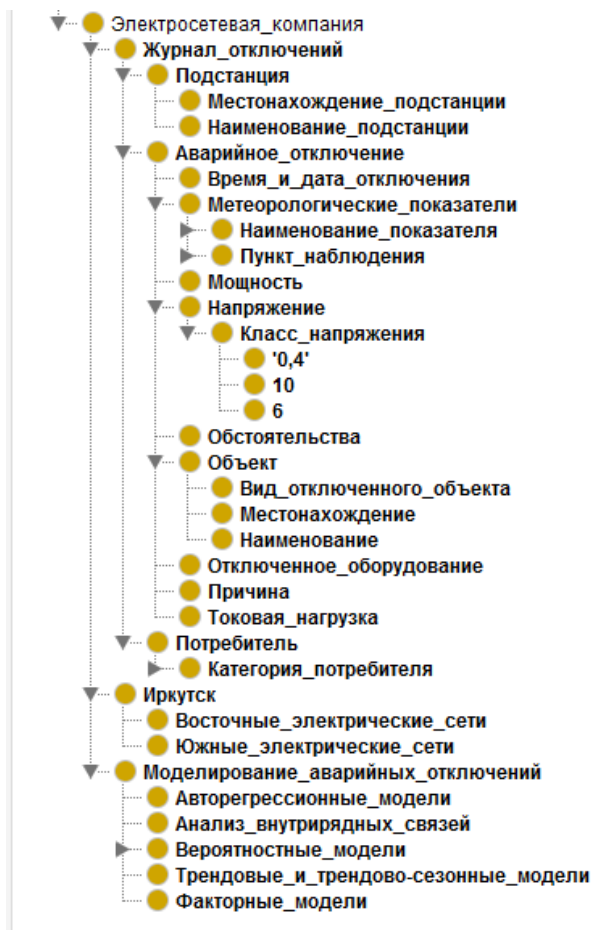 Электросетевая_компания
Журнал_отключений
Подстанция
Местонахождение_подстанции
Наименование_подстанции
Аварийное_отключение
Время_и_дата_отключения
Метеорологические_показатели
Наименование_показателя
Пункт_наблюдения
Мощность
Напряжение
Класс_напряжения
'0,4'
10
6
Обстоятельства
Объект
Вид_отключенного_объекта
Местонахождение
Наименование
Отключенное_оборудование
Причина
Токовая_нагрузка
Потребитель
Категория_потребителя
Иркутск
Восточные_электрические_сети
Южные_электрические_сети
Моделирование_аварийных_отключений
Авторегрессионные_модели
Анализ_внутрирядных_связей
Вероятностные_модели
Трендовые_и_трендово-сезонные_модели
Факторные_модели